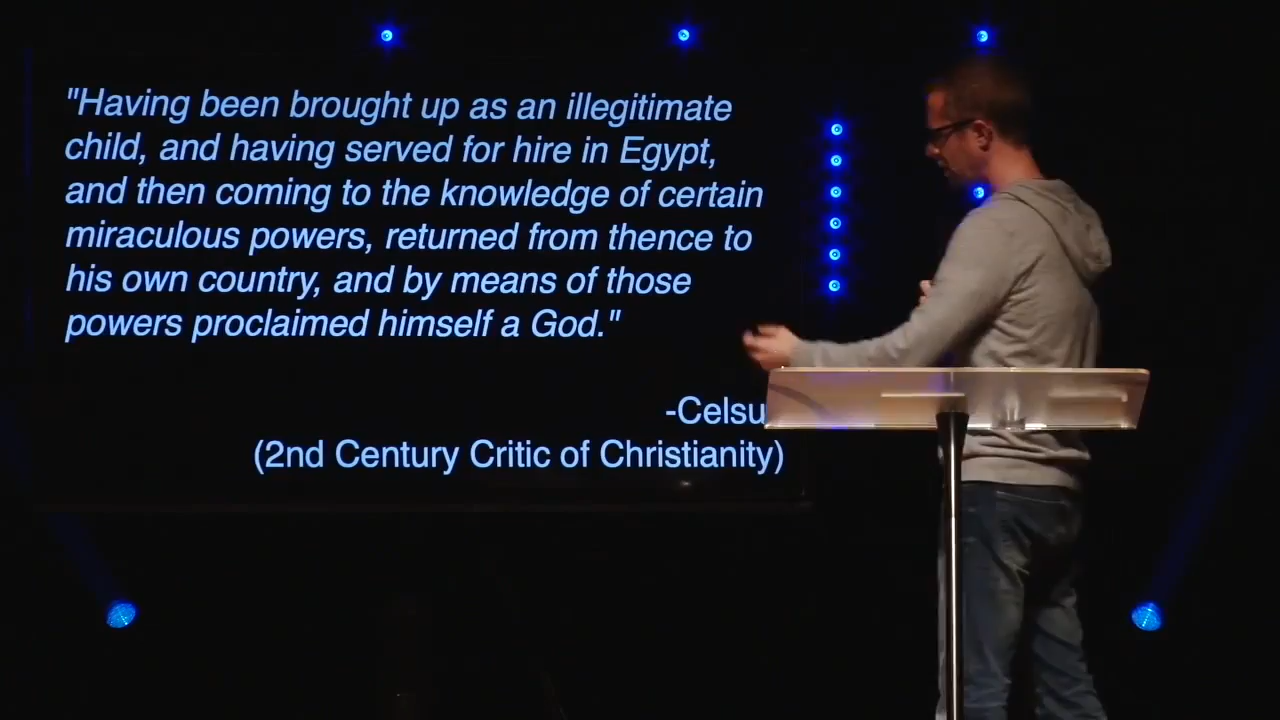 "Having been brought up as an illegitimate
child, and having served for hire in Egypt,
and then coming to the knowledge of certain
miraculous powers, returned from thence to
his own country, and by means of those
powers proclaimed himself a God."
-Celsu
(2nd Century Critic of Christianity)